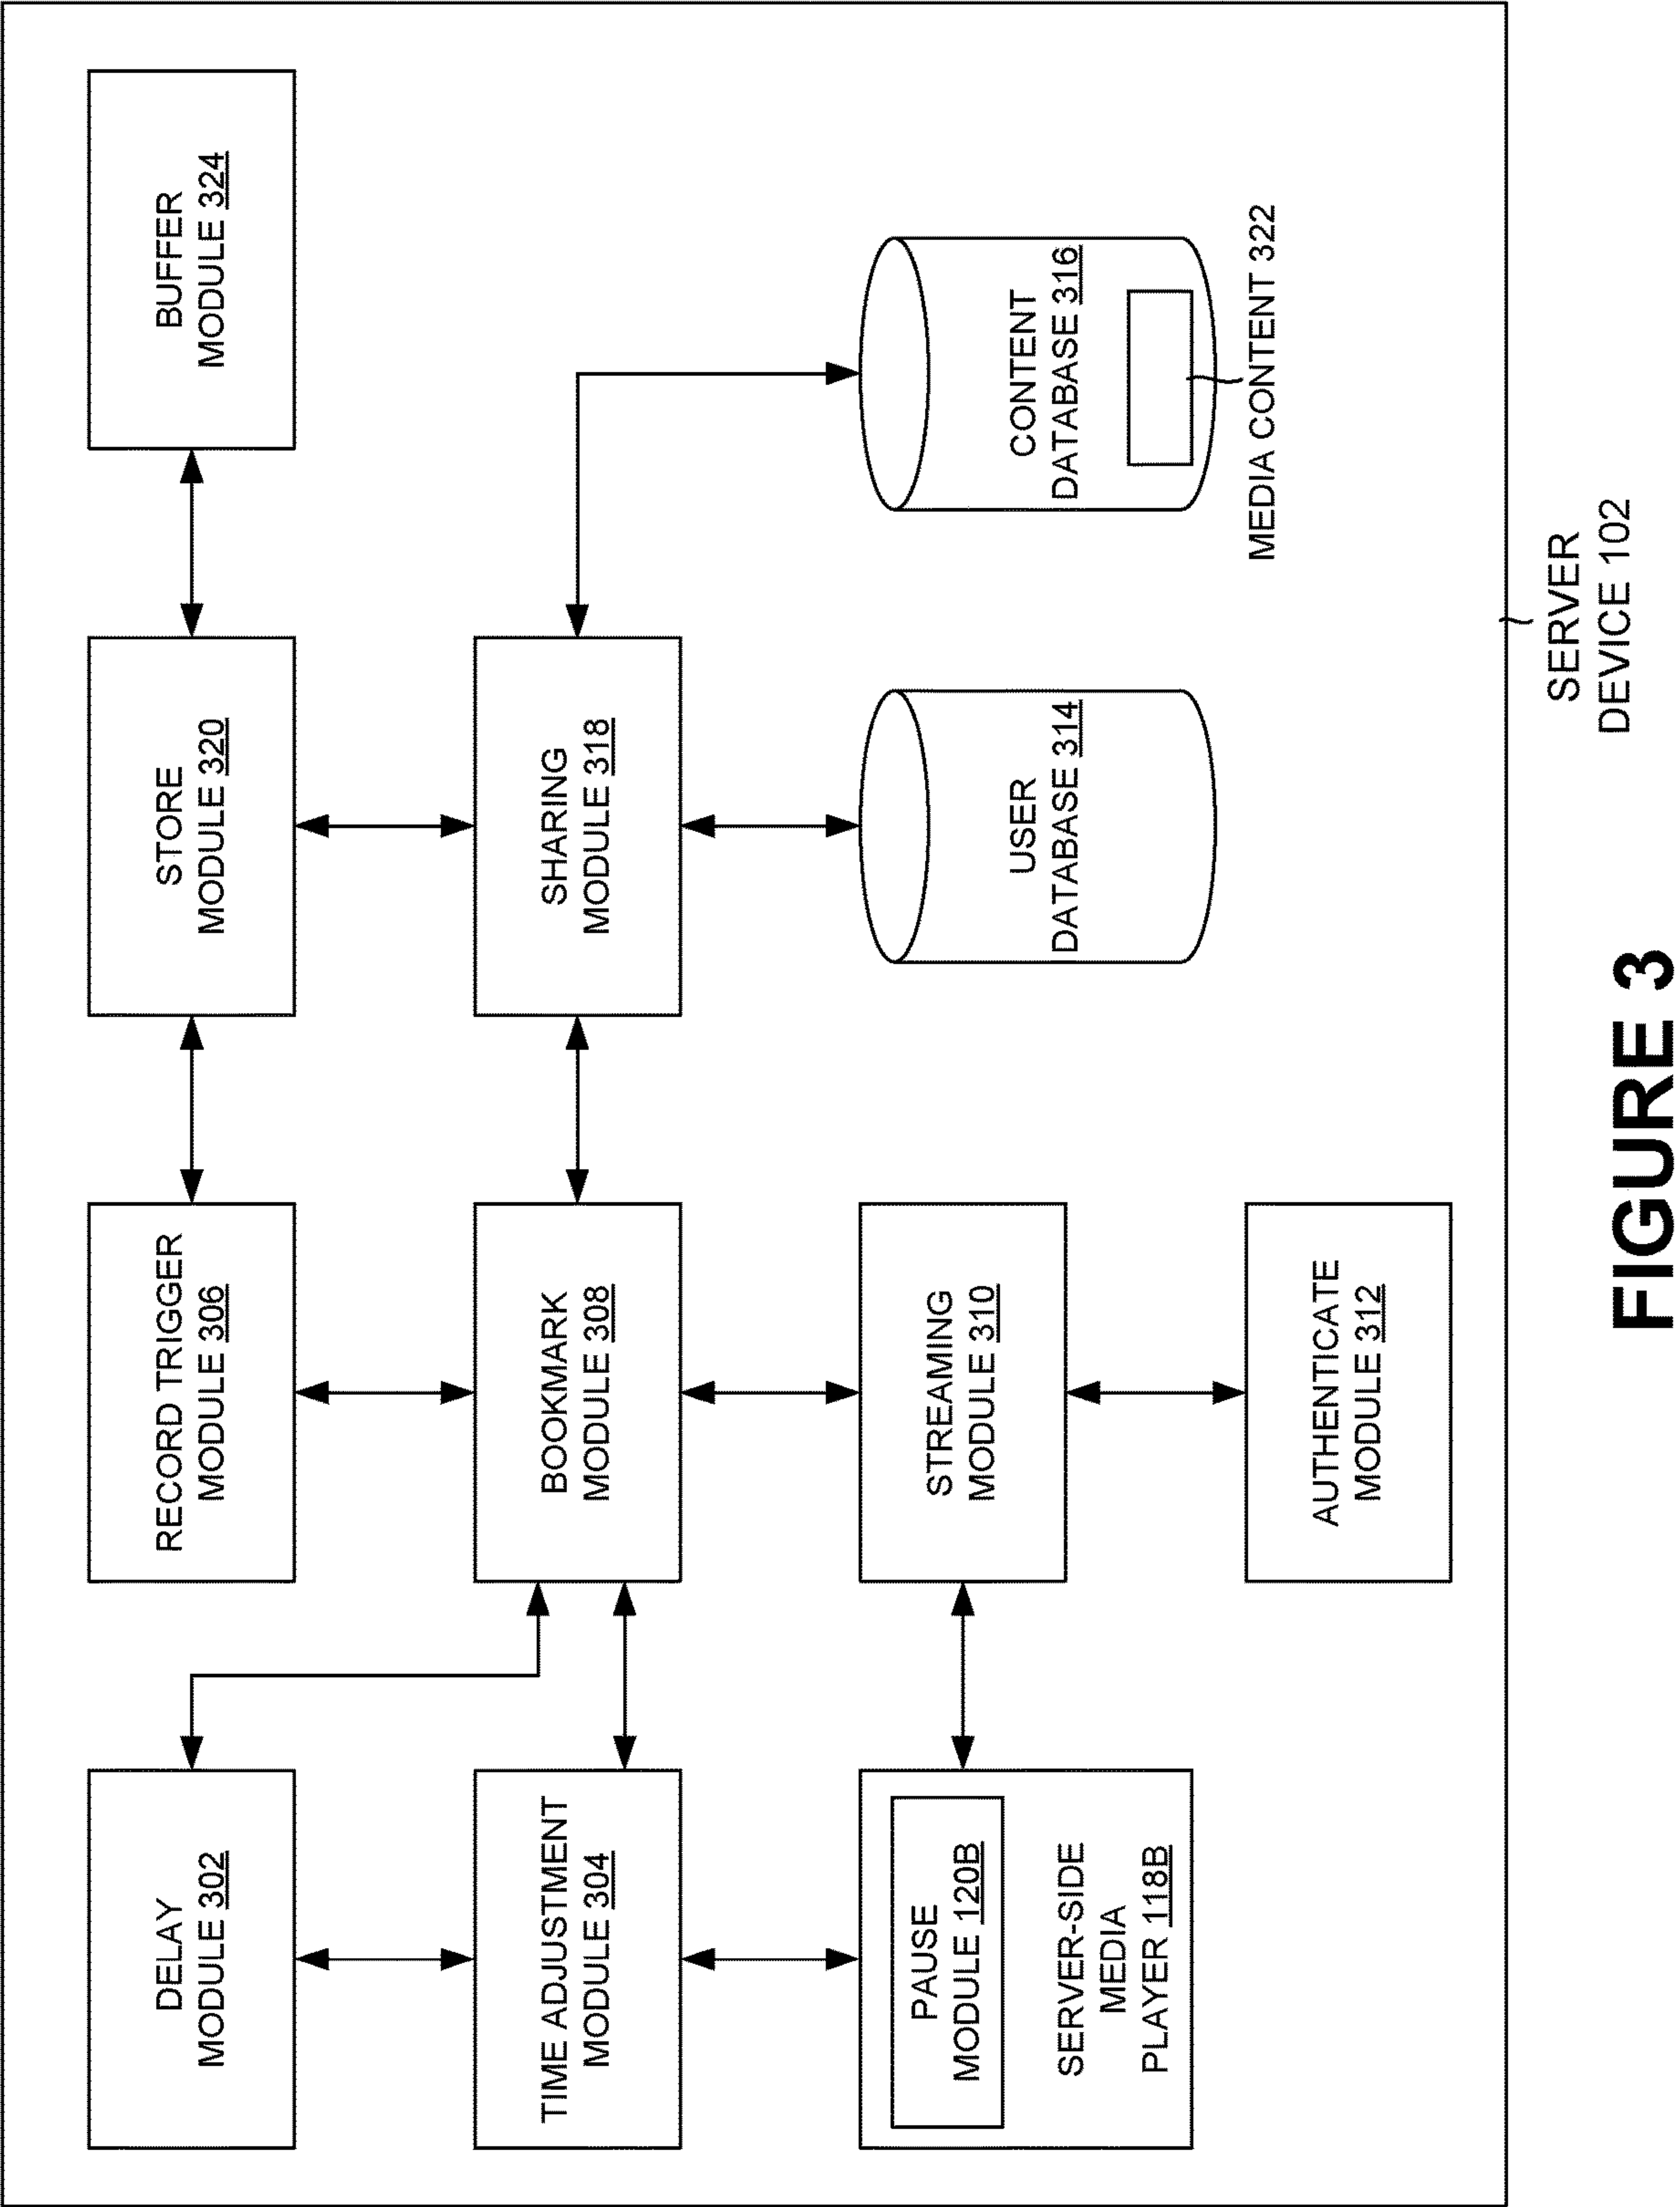 DELAY
MODULE 302
RECORD TRIGGER
MODULE 306
STORE
MODULE 320
BUFFER
MODULE 324
TIME ADJUSTMENT
MODULE 304
BOOKMARK
MODULE 308
SHARING
MODULE 318
PAUSE
MODULE 120B
SERVER-SIDE
MEDIA
PLAYER 118B
STREAMING
MODULE 310
USER
DATABASE 314
CONTENT
DATABASE 316
MEDIA CONTENT 322
AUTHENTICATE
MODULE 312
SERVER
DEVICE 102
FIGURE 3